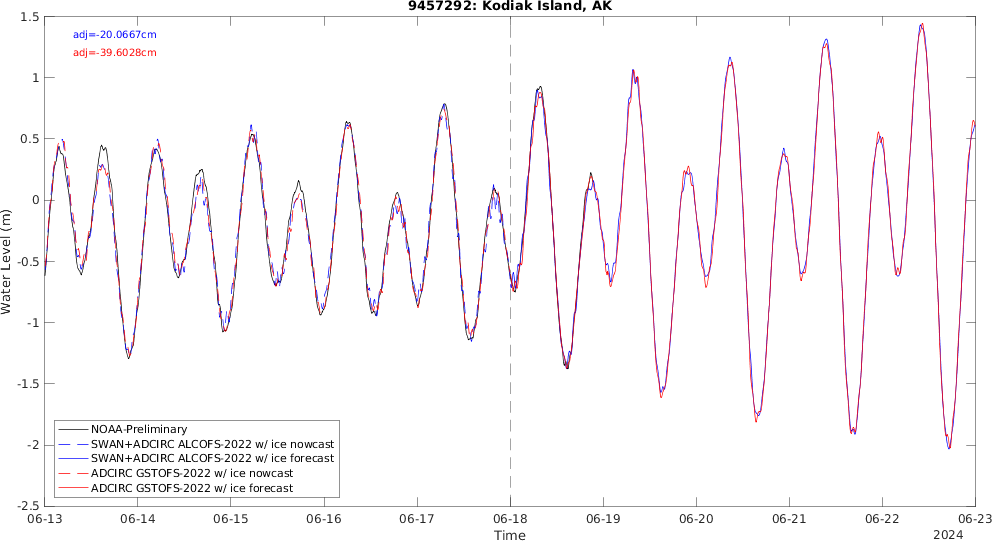 9457292: Kodiak Island, AK
adj=-20.0667cm
adj=-39.6028cm
1.5
1
0.5
0
-0.5
-1
-1.5
-2
-2.5
Water Level (m)
NOAA-Preliminary
SWAN+ADCIRC ALCOFS-2022 w/ ice nowcast
SWAN+ADCIRC ALCOFS-2022 w/ ice forecast
ADCIRC GSTOFS-2022 w/ ice nowcast
ADCIRC GSTOFS-2022 w/ ice forecast
06-13 06-14 06-15 06-16 06-17 06-18 06-19 06-20 06-21 06-22 06-23
Time
2024